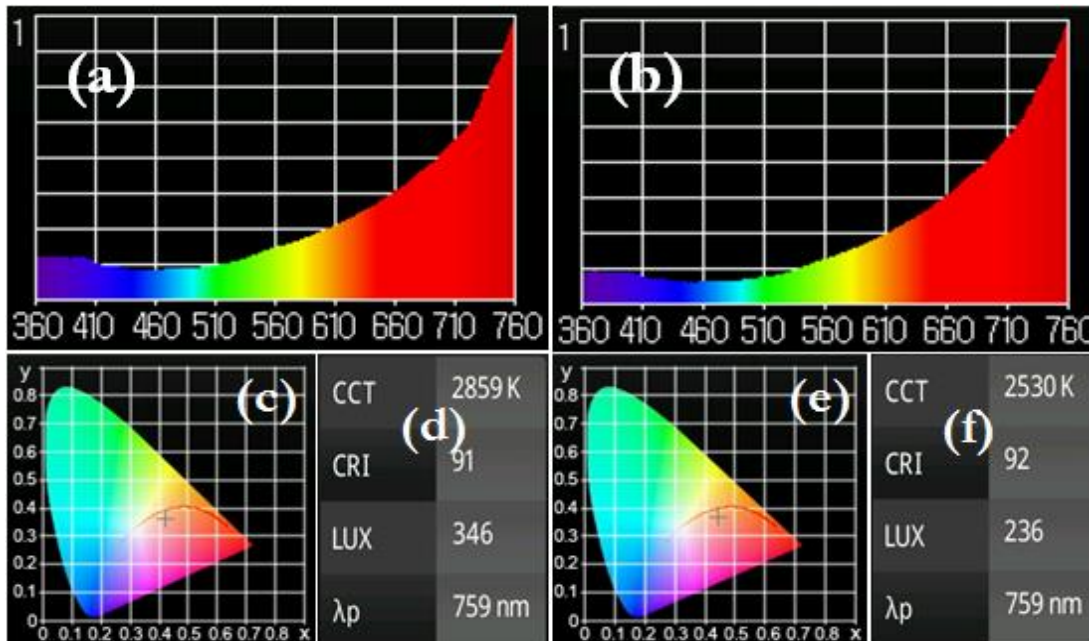 1
(a)
360 410 460 510 560 610 660 710 760
1
(b)
360 410 460 510 560 610 660 710 760
y
0.8
0.7
0.6
0.5
0.4
0.3
0.2
0.1
0
0 0.1 0.2 0.3 0.4 0.5 0.6 0.7 0.8 x
(c)
CCT 2859 K
(d)
CRI 91
LUX 346
λp 759 nm
y
0.8
0.7
0.6
0.5
0.4
0.3
0.2
0.1
0
0 0.1 0.2 0.3 0.4 0.5 0.6 0.7 0.8 x
(e)
CCT 2530 K
(f)
CRI 92
LUX 236
λp 759 nm